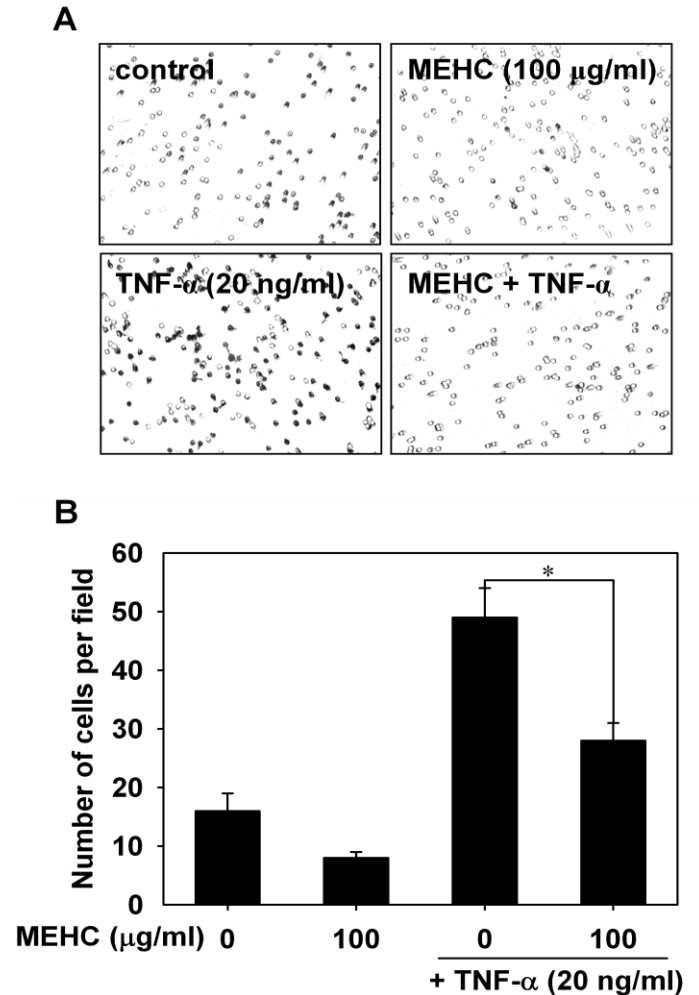 A
control
MEHC (100 μg/ml)
TNF-α (20 ng/ml)
MEHC + TNF-α
B
Number of cells per field
60
50
40
30
20
10
0
*
MEHC (μg/ml) 0 100 0 100
+ TNF-α (20 ng/ml)